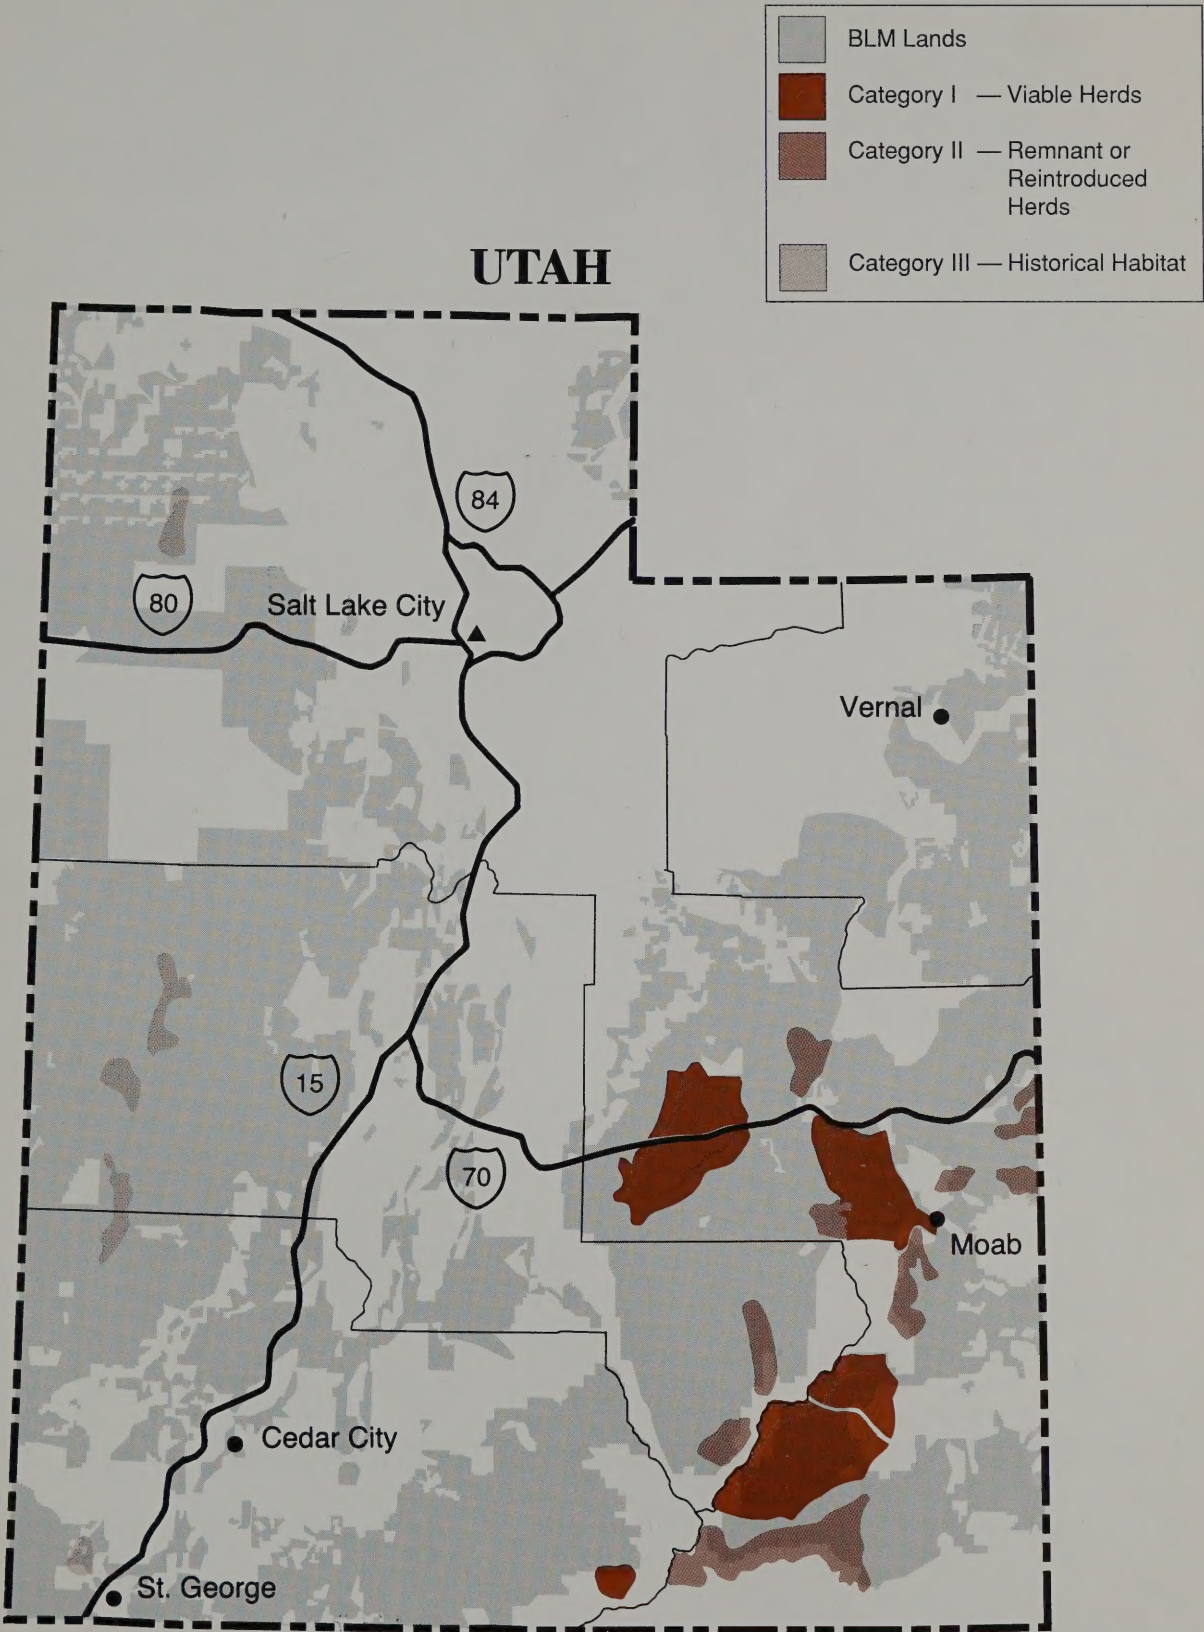 BLM Lands
Category I — Viable Herds
Category II — Remnant or
Reintroduced
Herds
Category III — Historical Habitat
UTAH
84
80
Salt Lake City
Vernal
15
70
Moab
Cedar City
St. George